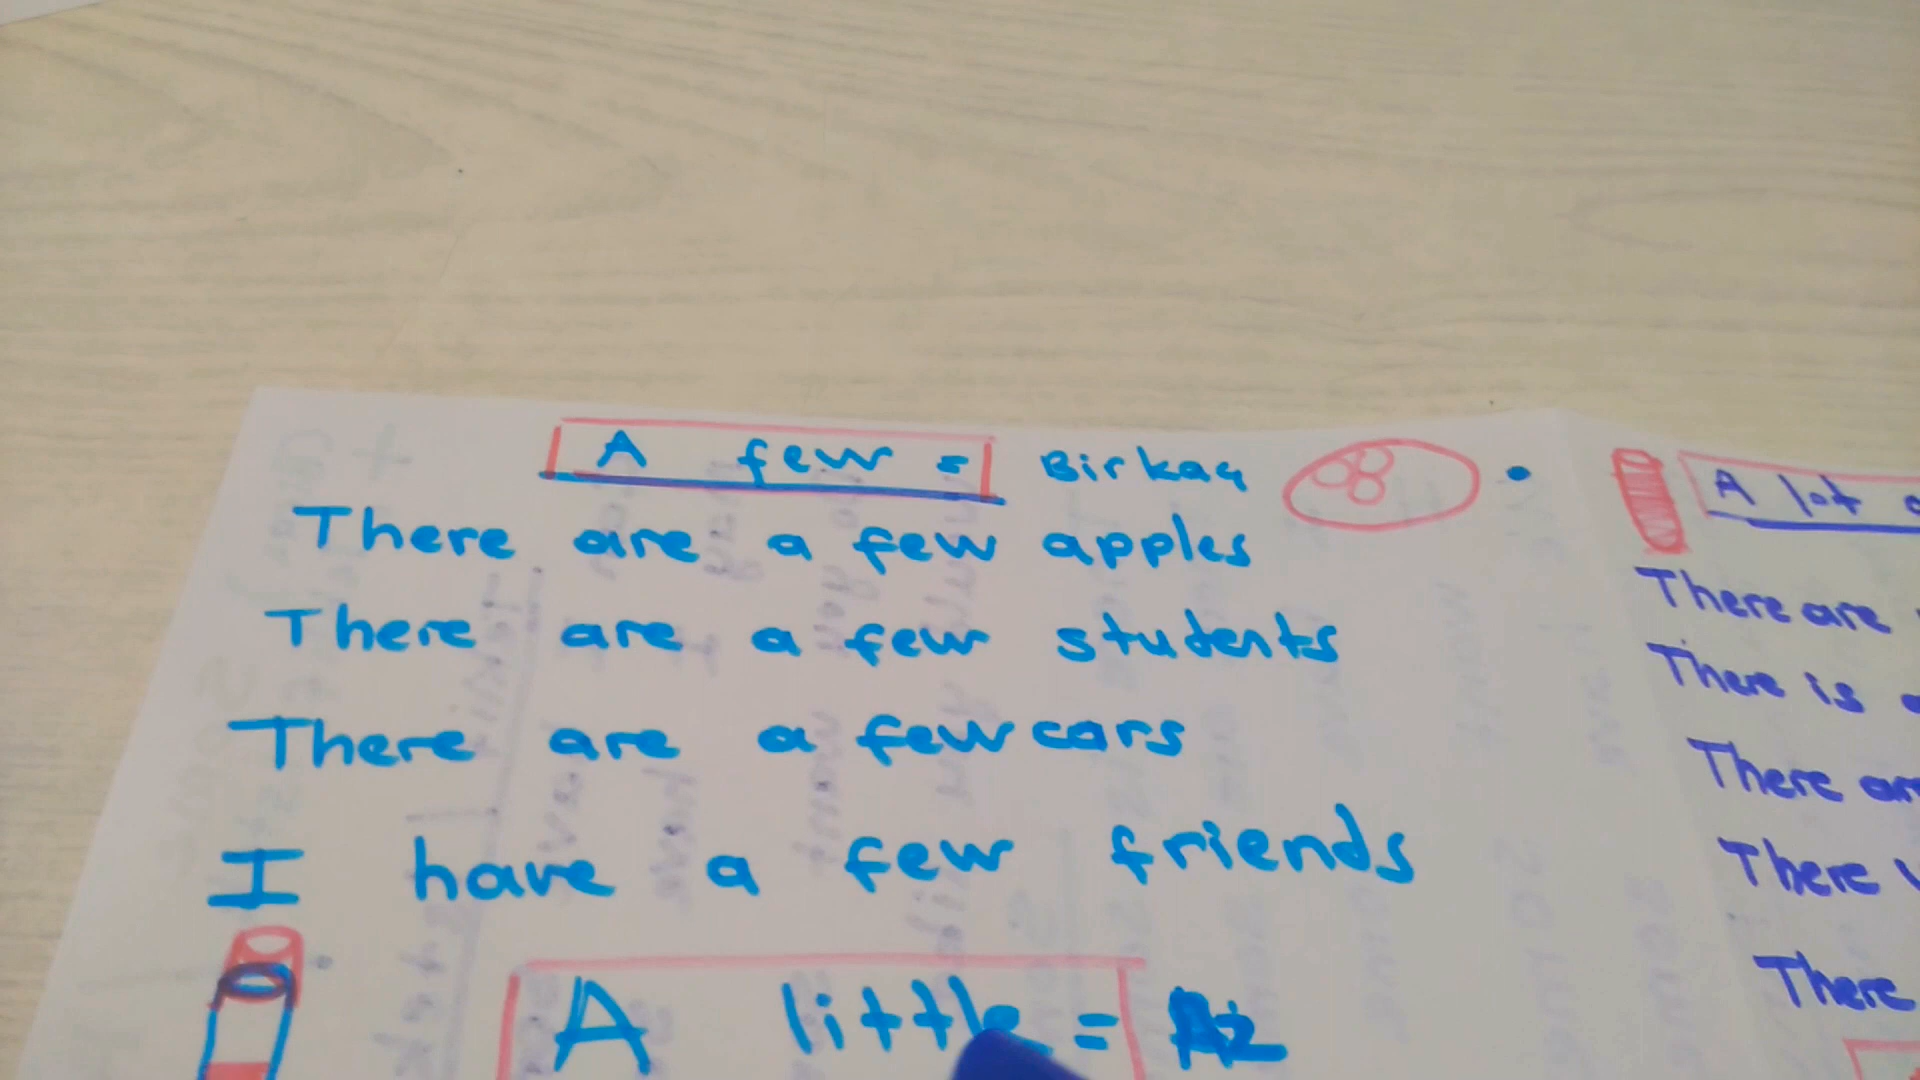 A few = Birkaç
There are a few apples
There are a few students
There are a few cars
I have a few friends
A little = Az
A lot
There are
There is
There are
There
There